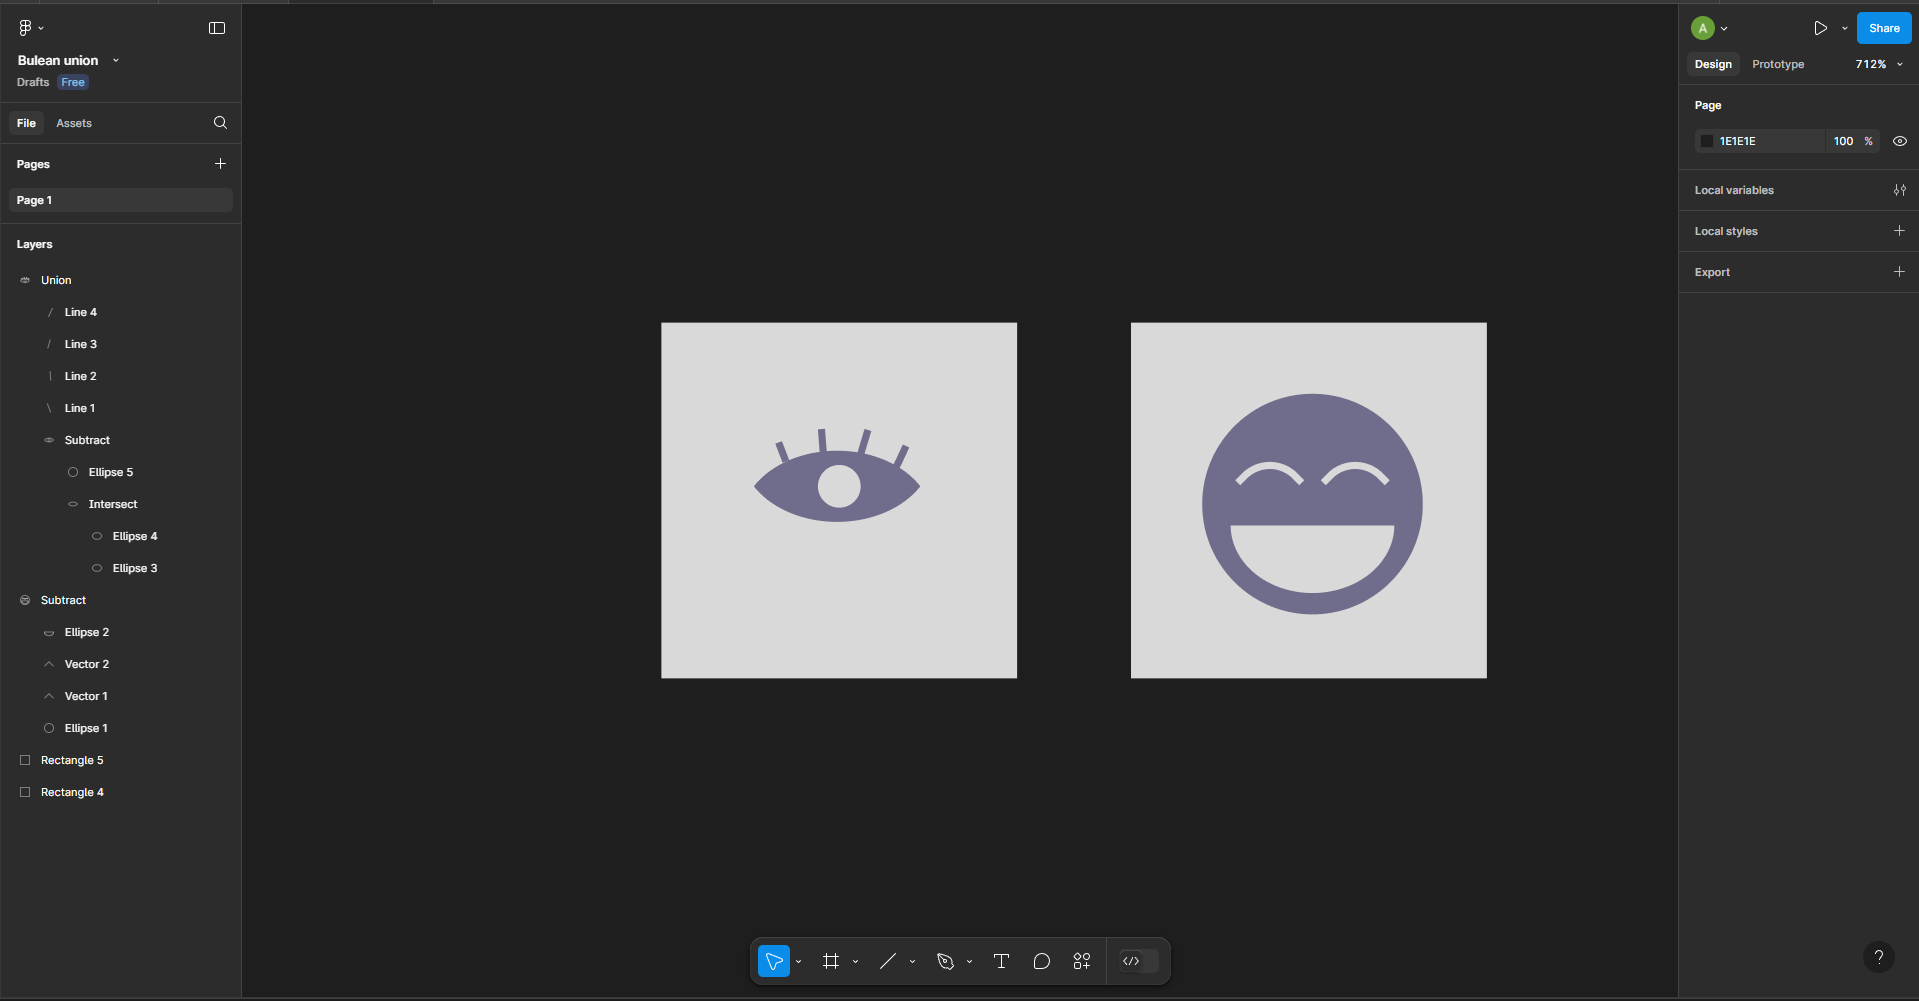 Bulean union
Drafts Free
File Assets
Pages
Page 1
Layers
Union
Line 4
Line 3
Line 2
Line 1
Subtract
Ellipse 5
Intersect
Ellipse 4
Ellipse 3
Subtract
Ellipse 2
Vector 2
Vector 1
Ellipse 1
Rectangle 5
Rectangle 4
A
Share
Design Prototype 712%
Page
1E1E1E 100 %
Local variables
Local styles
Export
?